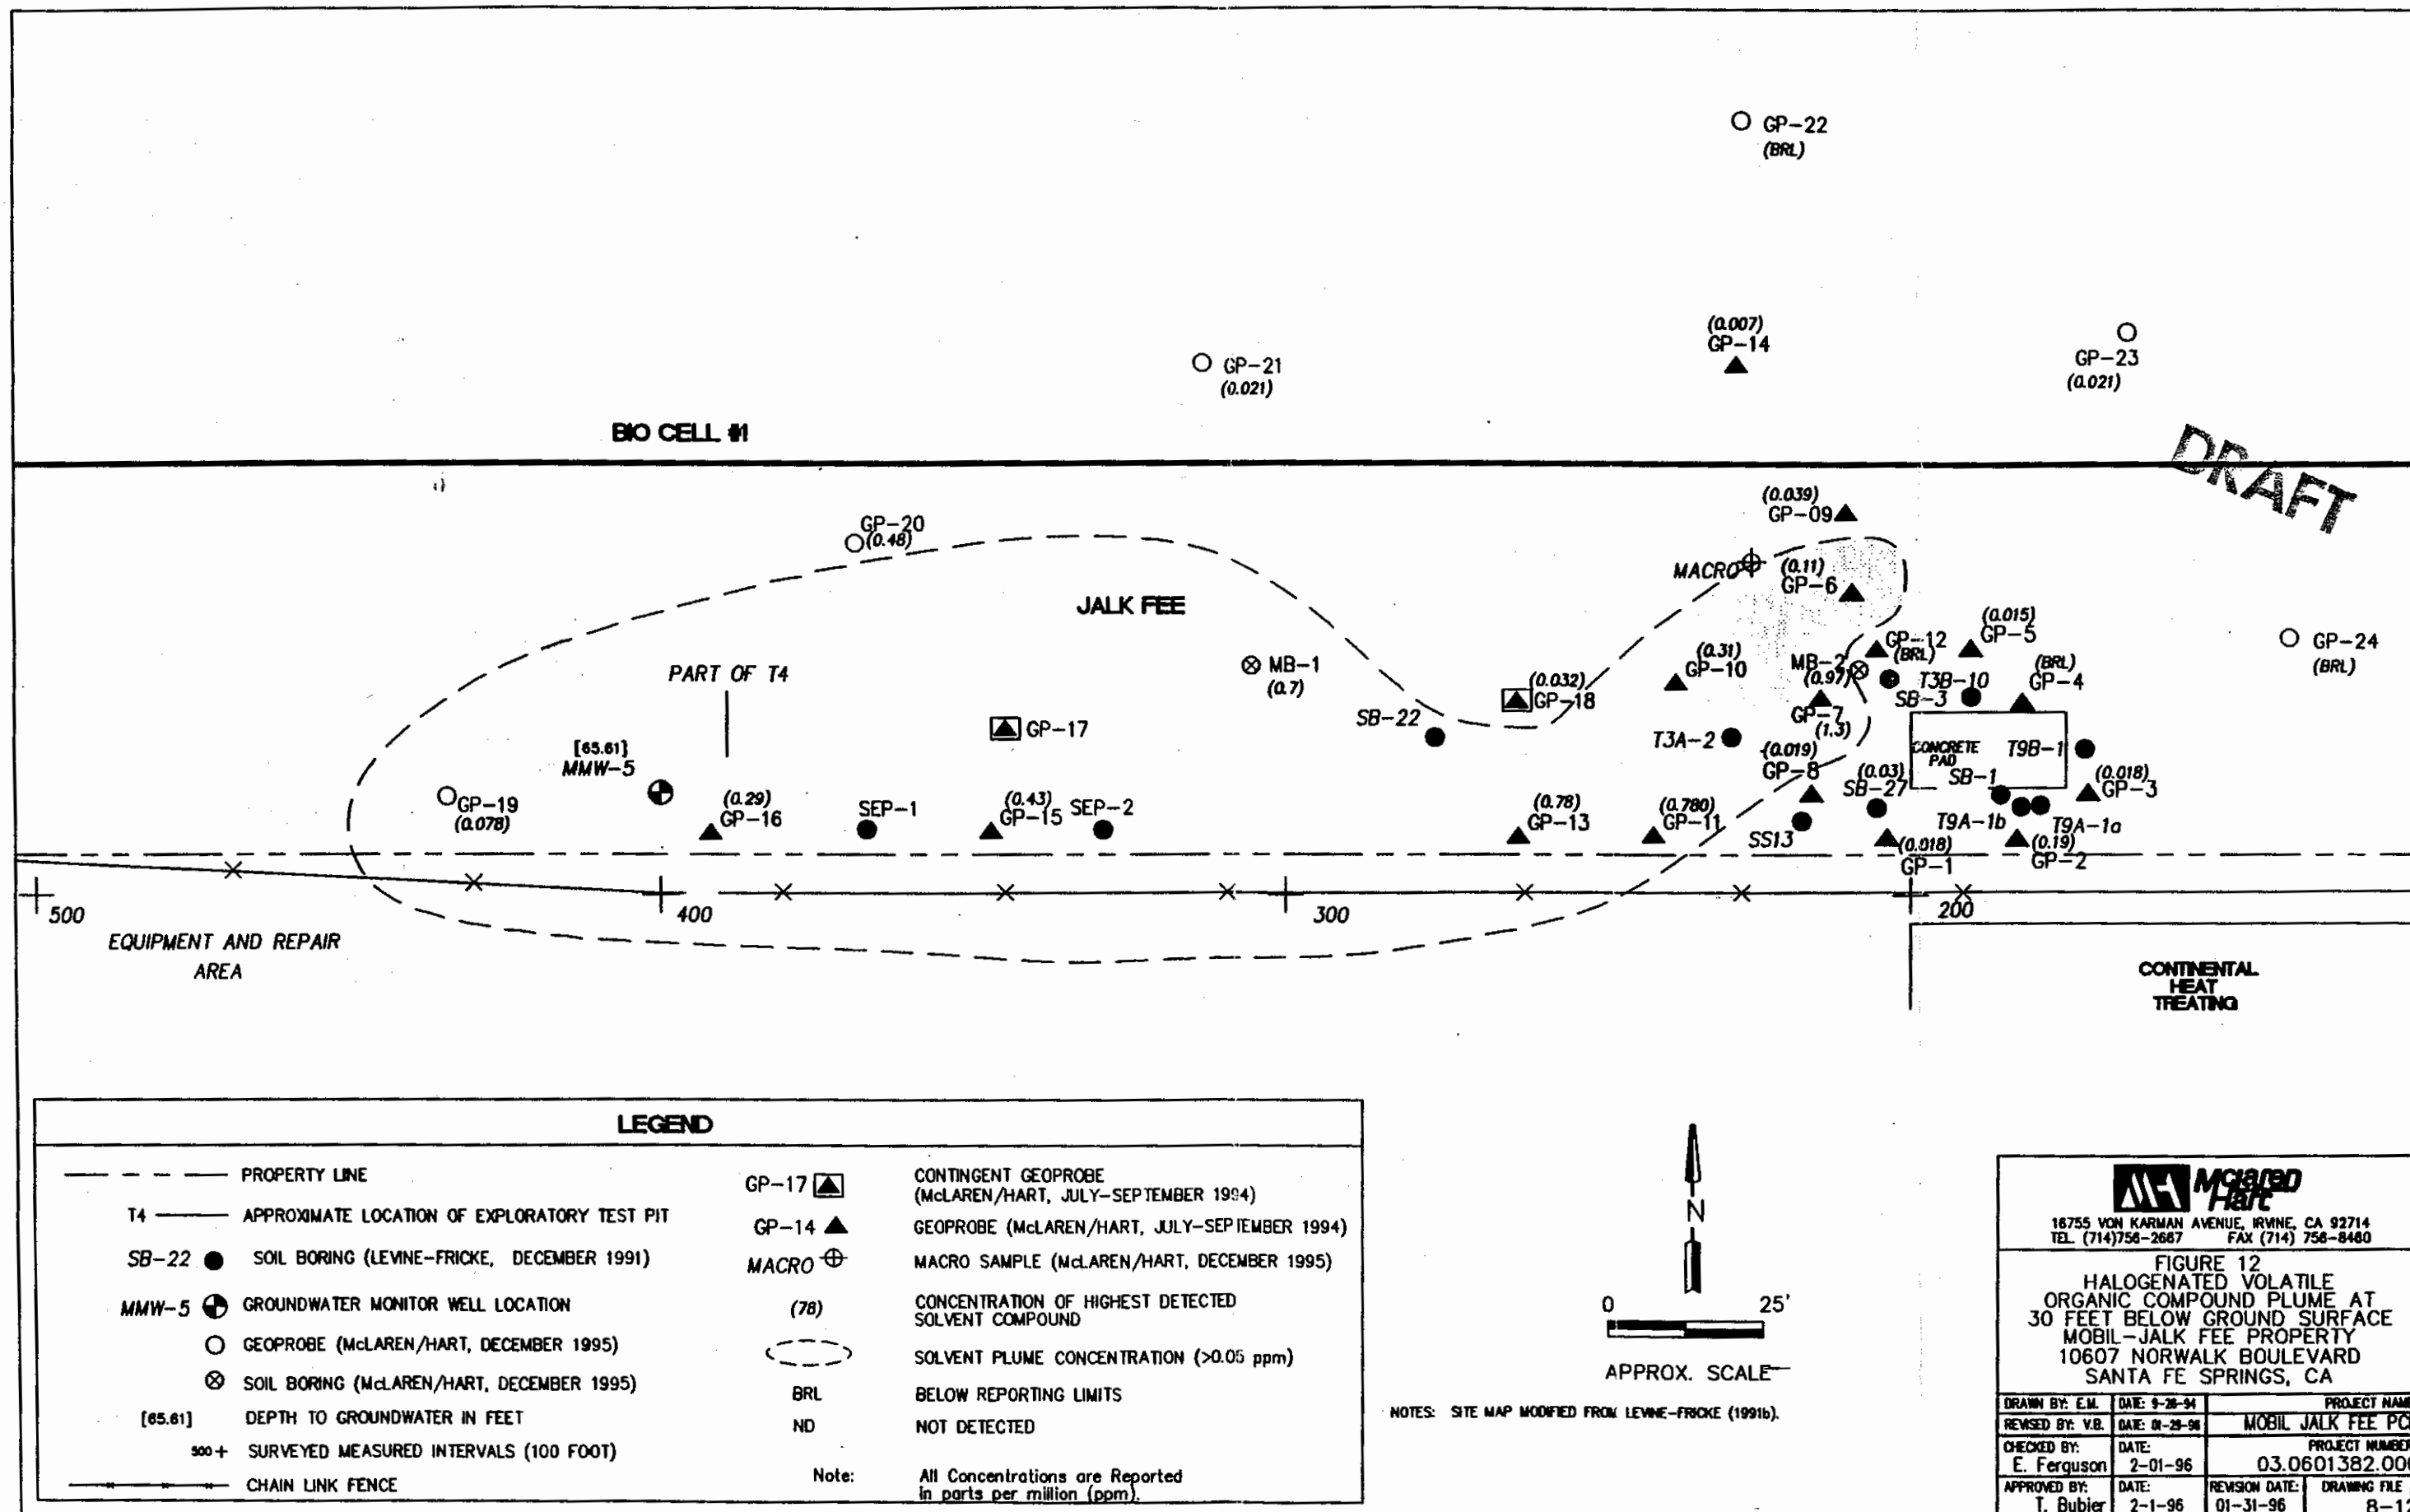 GP-22
(BRL)
(0.007)
GP-14
GP-21
(0.021)
GP-23
(0.021)
BIO CELL #1
DRAFT
(0.039)
GP-09
GP-20
(0.48)
MACRO
(0.11)
GP-6
JALK FEE
(0.015)
GP-5
GP-12
(BRL)
GP-24
(BRL)
(0.31)
GP-10
MB-2
(0.97)
(BRL)
GP-4
MB-1
(0.7)
PART OF T4
(0.032)
GP-18
T3B-10
SB-3
SB-22
GP-17
GP-7
(1.3)
T3A-2
CONCRETE
PAD
T9B-1
[65.61]
MMW-5
(0.019)
GP-8
(0.03)
SB-27
SB-1
(0.018)
GP-3
GP-19
(0.078)
(0.29)
GP-16
SEP-1
(0.43)
GP-15
SEP-2
(0.78)
GP-13
(0.780)
GP-11
SS13
T9A-1b
T9A-1a
(0.018)
GP-1
(0.19)
GP-2
500
400
300
200
EQUIPMENT AND REPAIR
AREA
CONTINENTAL
HEAT
TREATING
LEGEND
PROPERTY LINE
T4 APPROXIMATE LOCATION OF EXPLORATORY TEST PIT
SB-22 SOIL BORING (LEVINE-FRICKE, DECEMBER 1991)
MMW-5 GROUNDWATER MONITOR WELL LOCATION
GEOPROBE (McLAREN/HART, DECEMBER 1995)
SOIL BORING (McLAREN/HART, DECEMBER 1995)
[65.61] DEPTH TO GROUNDWATER IN FEET
500+ SURVEYED MEASURED INTERVALS (100 FOOT)
CHAIN LINK FENCE
GP-17 CONTINGENT GEOPROBE
(McLAREN/HART, JULY-SEPTEMBER 1994)
GP-14 GEOPROBE (McLAREN/HART, JULY-SEPTEMBER 1994)
MACRO MACRO SAMPLE (McLAREN/HART, DECEMBER 1995)
(78) CONCENTRATION OF HIGHEST DETECTED
SOLVENT COMPOUND
SOLVENT PLUME CONCENTRATION (>0.05 ppm)
BRL BELOW REPORTING LIMITS
ND NOT DETECTED
Note: All Concentrations are Reported
in parts per million (ppm).
N
0 25'
APPROX. SCALE
NOTES: SITE MAP MODIFIED FROM LEVINE-FRICKE (1991b).
McLaren
Hart
16755 VON KARMAN AVENUE, IRVINE, CA 92714
TEL (714)756-2667 FAX (714) 756-8460
FIGURE 12
HALOGENATED VOLATILE
ORGANIC COMPOUND PLUME AT
30 FEET BELOW GROUND SURFACE
MOBIL-JALK FEE PROPERTY
10607 NORWALK BOULEVARD
SANTA FE SPRINGS, CA
DRAWN BY: E.M. DATE: 9-28-94 PROJECT NAME
REVISED BY: V.B. DATE: 01-29-96 MOBIL JALK FEE PC
CHECKED BY: DATE: PROJECT NUMBER
E. Ferguson 2-01-96 03.0601382.00
APPROVED BY: DATE: REVISION DATE: DRAWING FILE
T. Bubier 2-1-96 01-31-96 8-12